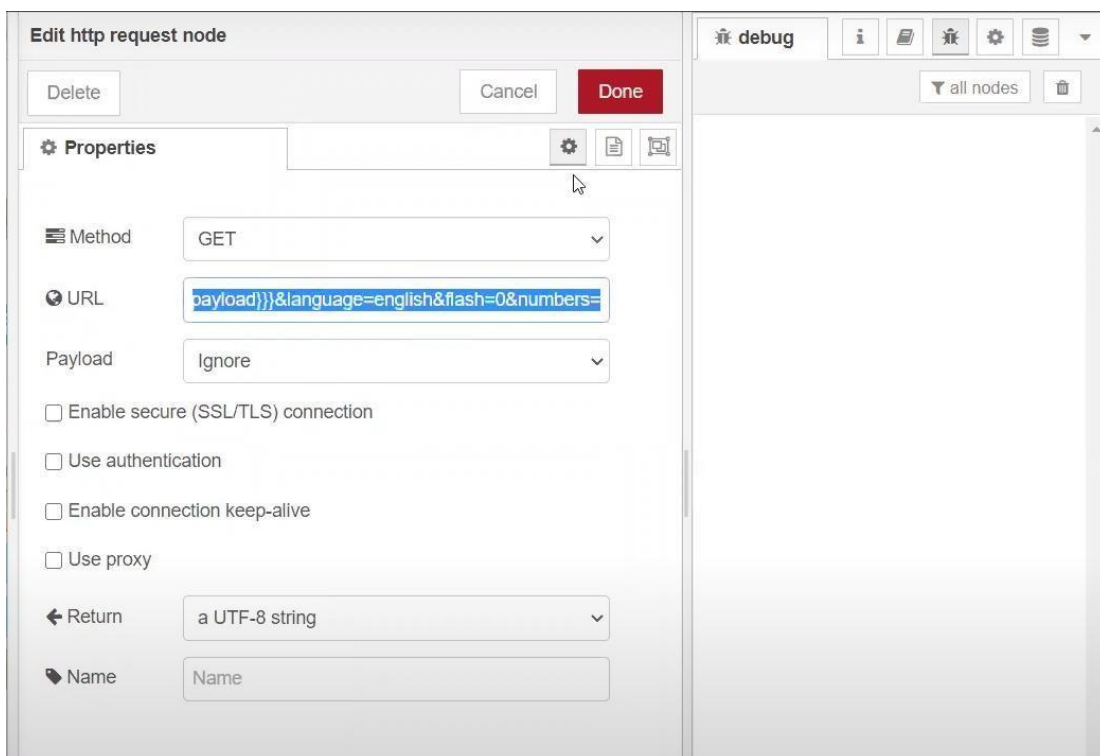 Edit http request node
debug
i
all nodes
Delete
Cancel
Done
Properties
Method
GET
URL
payload}}}&language=english&flash=0&numbers=
Payload
Ignore
Enable secure (SSL/TLS) connection
Use authentication
Enable connection keep-alive
Use proxy
Return
a UTF-8 string
Name
Name